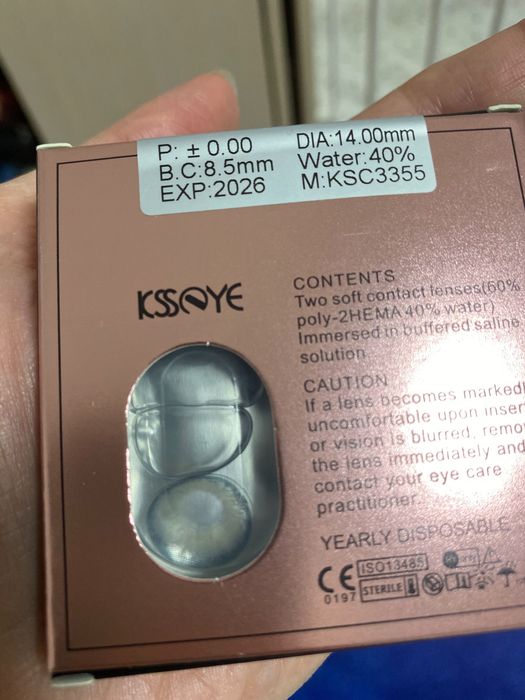 P: ± 0.00 DIA:14.00mm
B.C:8.5mm Water:40%
EXP:2026 M:KSC3355
KSSEYE
CONTENTS
Two soft contact lenses(60%
poly-2HEMA 40% water)
Immersed in buffered saline
solution
CAUTION
If a lens becomes markedl
uncomfortable upon inser
or vision is blurred, remo
the lens immediately and
contact your eye care
practitioner.
YEARLY DISPOSABLE
CE ISO13485
0197 STERILE